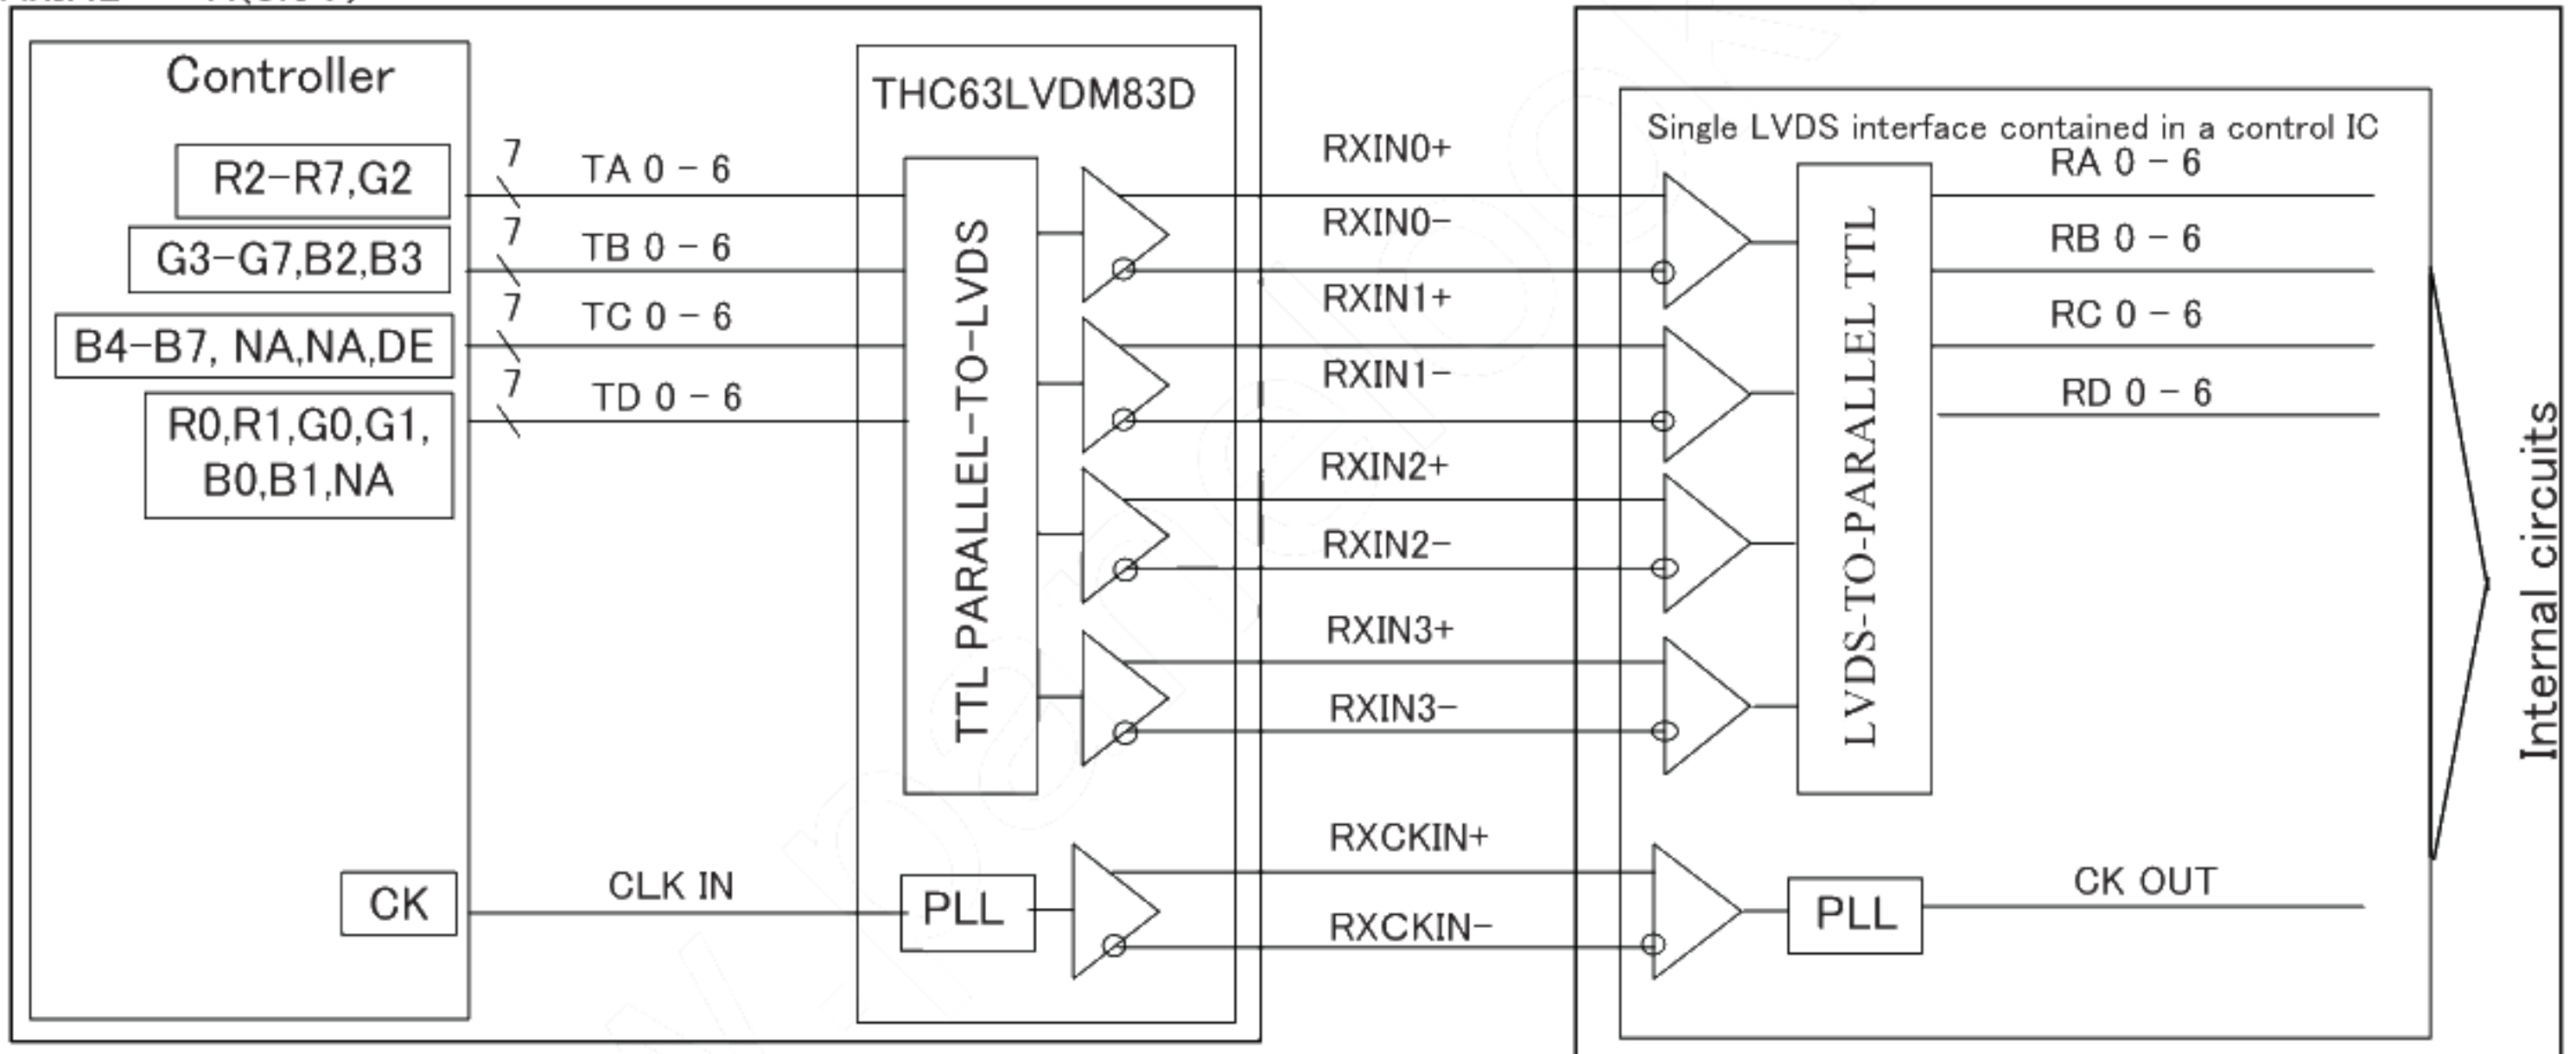 Controller
R2-R7,G2
G3-G7,B2,B3
B4-B7, NA,NA,DE
R0,R1,G0,G1,
B0,B1,NA
CK
7
TA 0 - 6
7
TB 0 - 6
7
TC 0 - 6
7
TD 0 - 6
CLK IN
THC63LVDM83D
TTL PARALLEL-TO-LVDS
PLL
RXIN0+
RXIN0-
RXIN1+
RXIN1-
RXIN2+
RXIN2-
RXIN3+
RXIN3-
RXCKIN+
RXCKIN-
Single LVDS interface contained in a control IC
LVDS-TO-PARALLEL TTL
PLL
RA 0 - 6
RB 0 - 6
RC 0 - 6
RD 0 - 6
CK OUT
Internal circuits